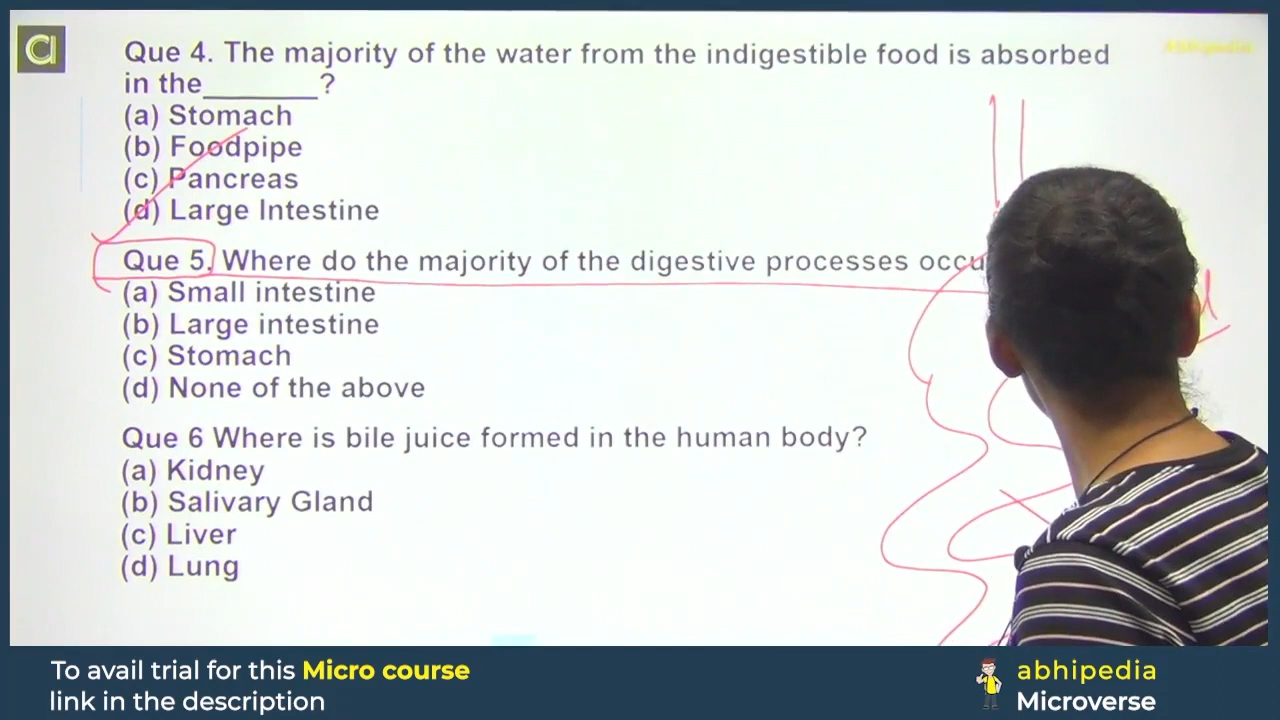 Que 4. The majority of the water from the indigestible food is absorbed
in the________?
(a) Stomach
(b) Foodpipe
(c) Pancreas
(d) Large Intestine
Que 5. Where do the majority of the digestive processes occu
(a) Small intestine
(b) Large intestine
(c) Stomach
(d) None of the above
Que 6 Where is bile juice formed in the human body?
(a) Kidney
(b) Salivary Gland
(c) Liver
(d) Lung
Abhipedia
To avail trial for this Micro course
link in the description
abhipedia
Microverse